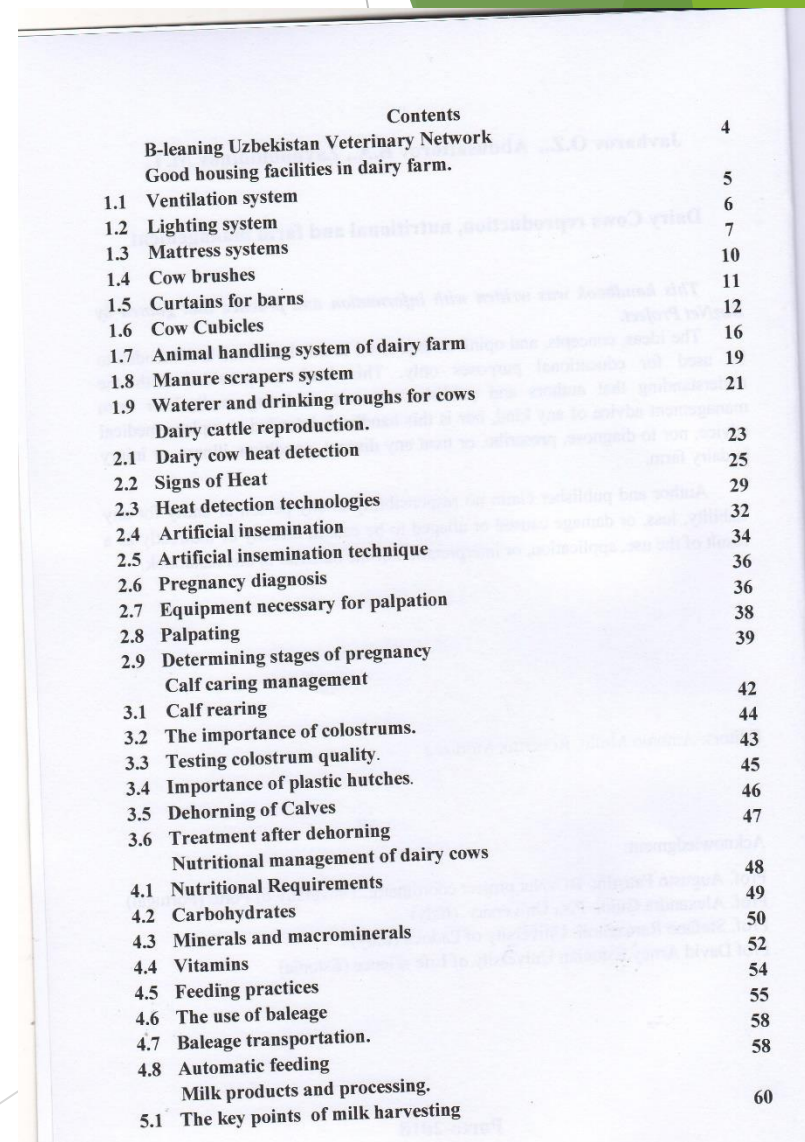 Contents
B-leaning Uzbekistan Veterinary Network 4
Good housing facilities in dairy farm.
1.1 Ventilation system 5
1.2 Lighting system 6
1.3 Mattress systems 7
1.4 Cow brushes 10
1.5 Curtains for barns 11
1.6 Cow Cubicles 12
1.7 Animal handling system of dairy farm 16
1.8 Manure scrapers system 19
1.9 Waterer and drinking troughs for cows 21
Dairy cattle reproduction.
2.1 Dairy cow heat detection 23
2.2 Signs of Heat 25
2.3 Heat detection technologies 29
2.4 Artificial insemination 32
2.5 Artificial insemination technique 34
2.6 Pregnancy diagnosis 36
2.7 Equipment necessary for palpation 36
2.8 Palpating 38
2.9 Determining stages of pregnancy 39
Calf caring management
3.1 Calf rearing 42
3.2 The importance of colostrums. 44
3.3 Testing colostrum quality. 43
3.4 Importance of plastic hutches. 45
3.5 Dehorning of Calves 46
3.6 Treatment after dehorning 47
Nutritional management of dairy cows
4.1 Nutritional Requirements 48
4.2 Carbohydrates 49
4.3 Minerals and macrominerals 50
4.4 Vitamins 52
4.5 Feeding practices 54
4.6 The use of baleage 55
4.7 Baleage transportation. 58
4.8 Automatic feeding 58
Milk products and processing.
5.1 The key points of milk harvesting 60